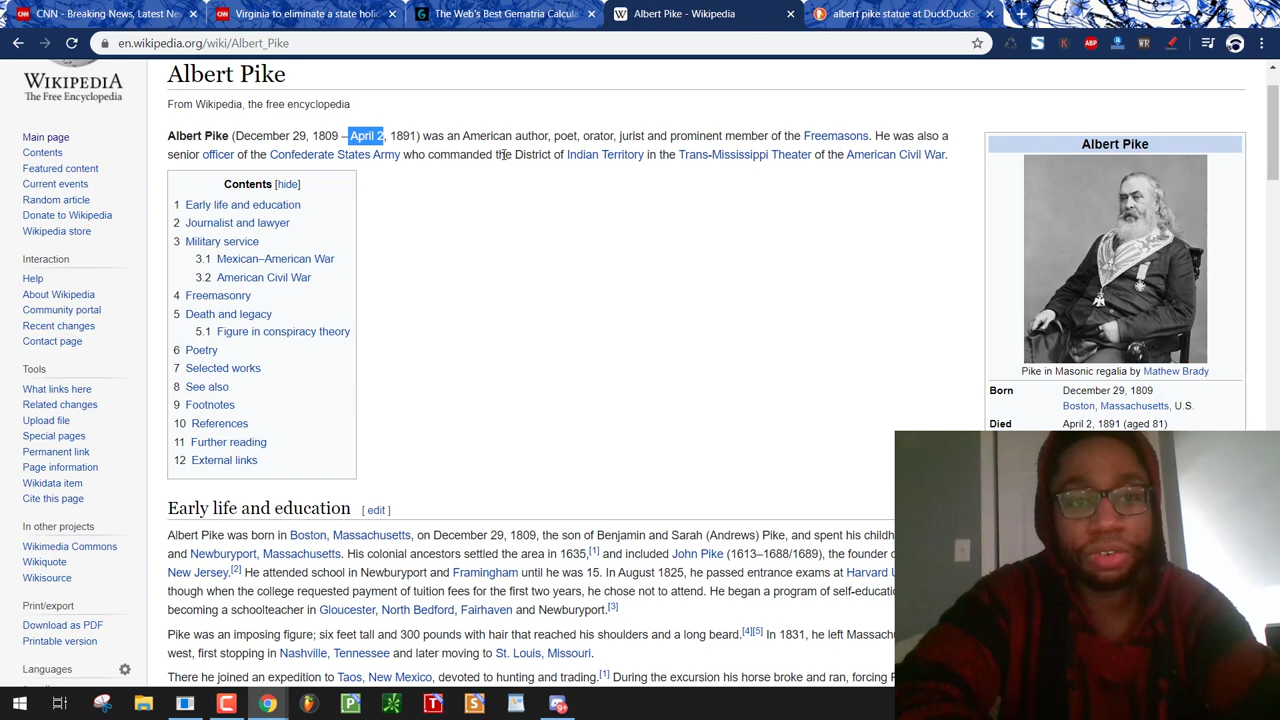 CNN - Breaking News, Latest Ne
Virginia to eliminate a state holi
The Web's Best Gematria Calcula
Albert Pike - Wikipedia
albert pike statue at DuckDuckG
en.wikipedia.org/wiki/Albert_Pike
WIKIPEDIA
The Free Encyclopedia
Main page
Contents
Featured content
Current events
Random article
Donate to Wikipedia
Wikipedia store
Interaction
Help
About Wikipedia
Community portal
Recent changes
Contact page
Tools
What links here
Related changes
Upload file
Special pages
Permanent link
Page information
Wikidata item
Cite this page
In other projects
Wikimedia Commons
Wikiquote
Wikisource
Print/export
Download as PDF
Printable version
Languages
Albert Pike
From Wikipedia, the free encyclopedia
Albert Pike (December 29, 1809 – April 2, 1891) was an American author, poet, orator, jurist and prominent member of the Freemasons. He was also a
senior officer of the Confederate States Army who commanded the District of Indian Territory in the Trans-Mississippi Theater of the American Civil War.
Contents [hide]
1 Early life and education
2 Journalist and lawyer
3 Military service
3.1 Mexican–American War
3.2 American Civil War
4 Freemasonry
5 Death and legacy
5.1 Figure in conspiracy theory
6 Poetry
7 Selected works
8 See also
9 Footnotes
10 References
11 Further reading
12 External links
Albert Pike
Pike in Masonic regalia by Mathew Brady
Born December 29, 1809
Boston, Massachusetts, U.S.
Died April 2, 1891 (aged 81)
Early life and education [ edit ]
Albert Pike was born in Boston, Massachusetts, on December 29, 1809, the son of Benjamin and Sarah (Andrews) Pike, and spent his childh
and Newburyport, Massachusetts. His colonial ancestors settled the area in 1635,[1] and included John Pike (1613–1688/1689), the founder o
New Jersey.[2] He attended school in Newburyport and Framingham until he was 15. In August 1825, he passed entrance exams at Harvard U
though when the college requested payment of tuition fees for the first two years, he chose not to attend. He began a program of self-educati
becoming a schoolteacher in Gloucester, North Bedford, Fairhaven and Newburyport.[3]
Pike was an imposing figure; six feet tall and 300 pounds with hair that reached his shoulders and a long beard.[4][5] In 1831, he left Massach
west, first stopping in Nashville, Tennessee and later moving to St. Louis, Missouri.
There he joined an expedition to Taos, New Mexico, devoted to hunting and trading.[1] During the excursion his horse broke and ran, forcing P